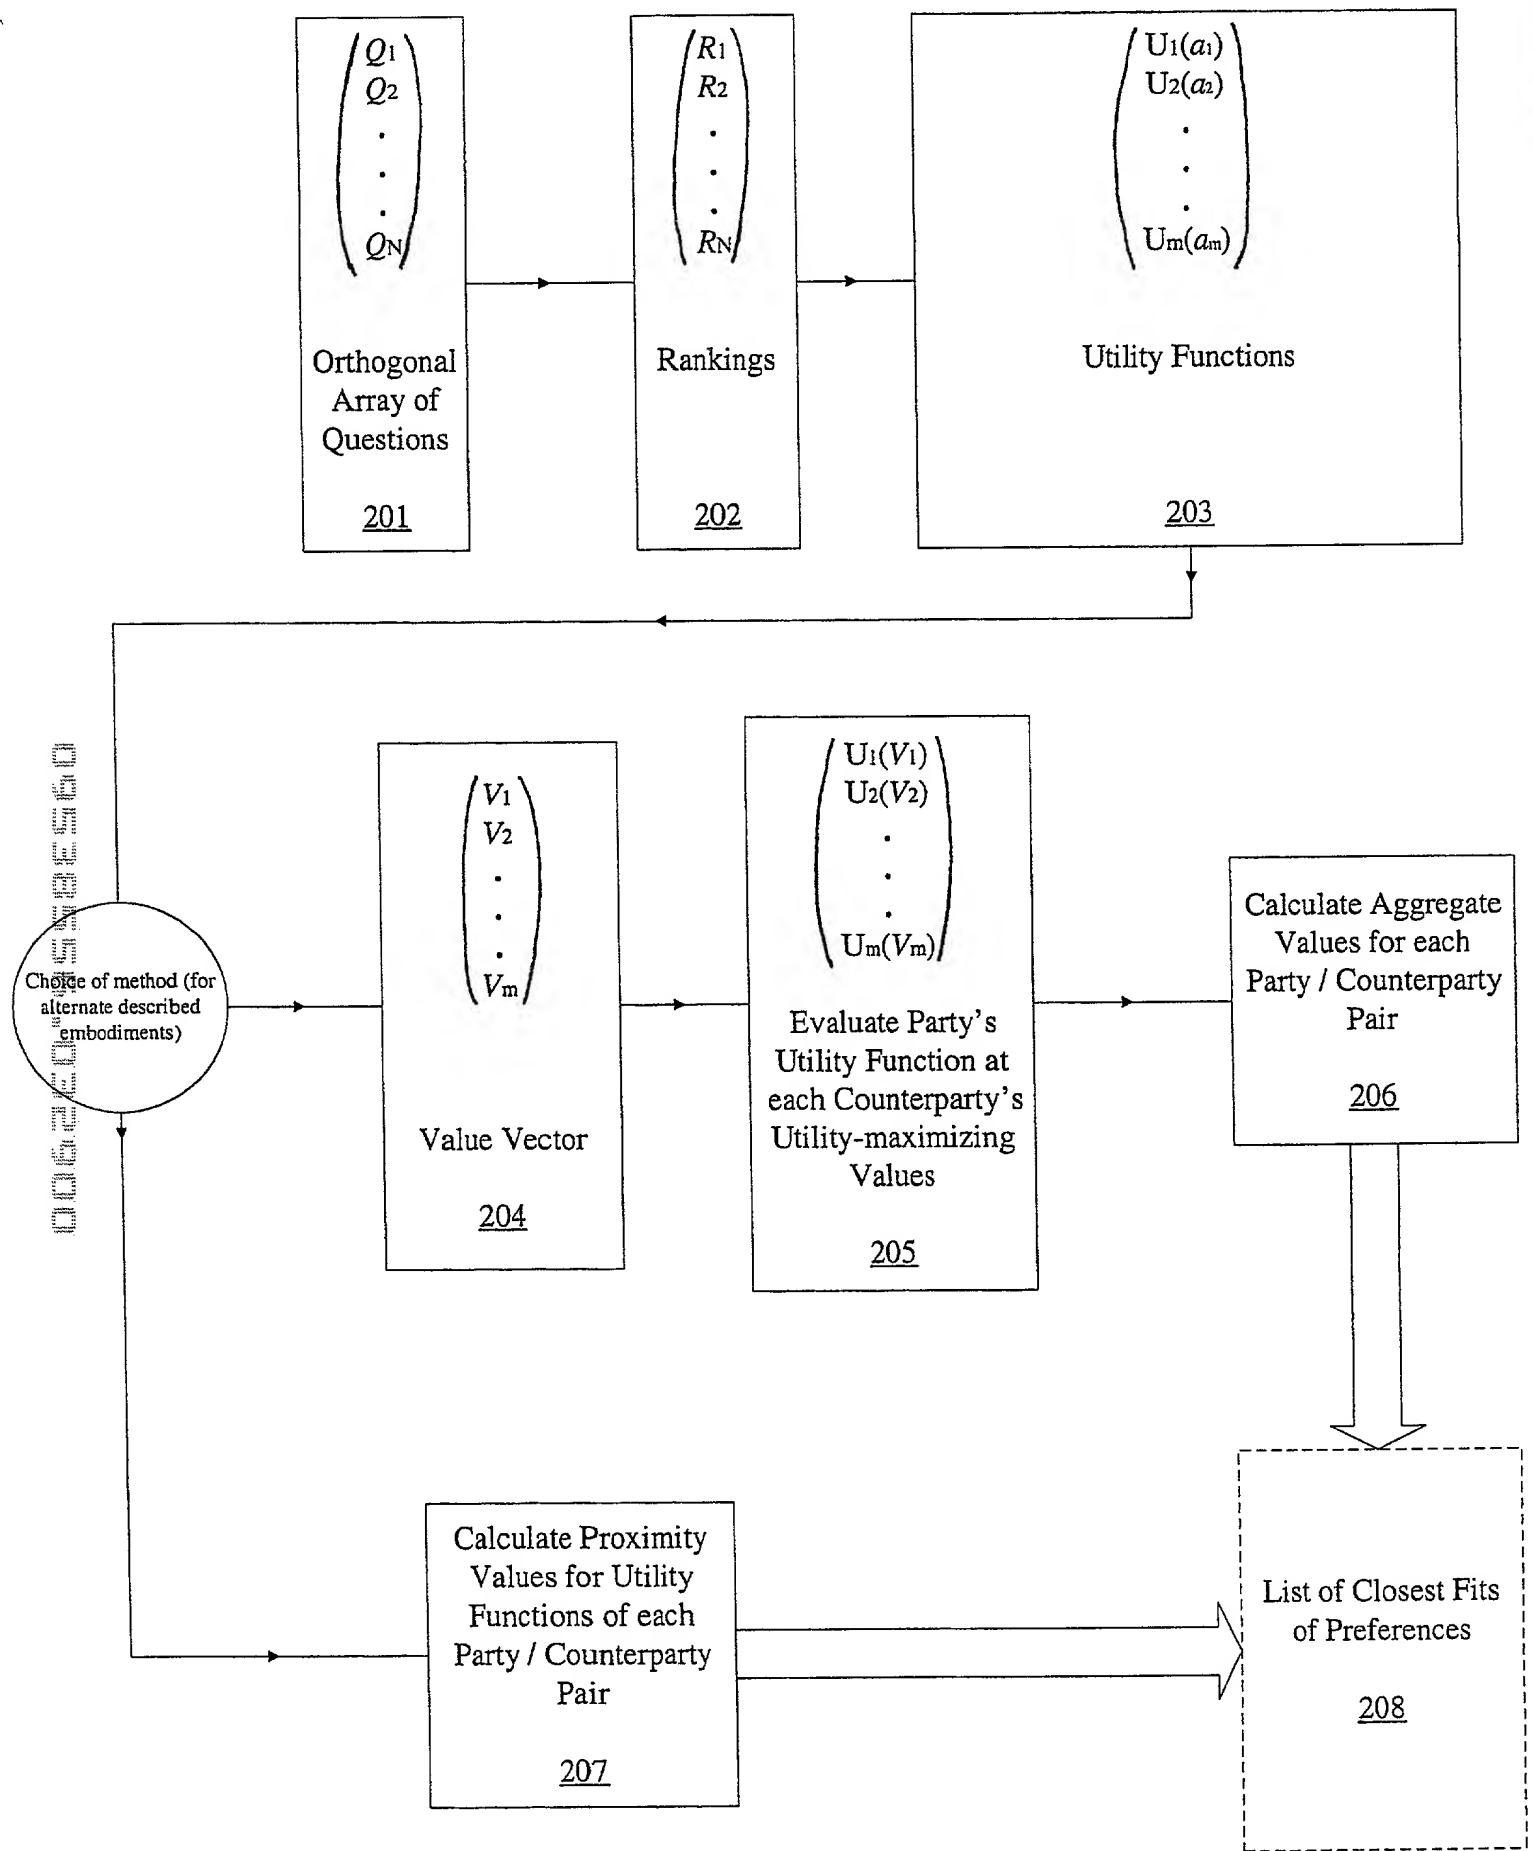 Q1
Q2
.
.
.
QN
Orthogonal
Array of
Questions
201
R1
R2
.
.
.
RN
Rankings
202
U1(a1)
U2(a2)
.
.
.
Um(am)
Utility Functions
203
Choice of method (for
alternate described
embodiments)
V1
V2
.
.
.
Vm
Value Vector
204
U1(V1)
U2(V2)
.
.
.
Um(Vm)
Evaluate Party's
Utility Function at
each Counterparty's
Utility-maximizing
Values
205
Calculate Aggregate
Values for each
Party / Counterparty
Pair
206
Calculate Proximity
Values for Utility
Functions of each
Party / Counterparty
Pair
207
List of Closest Fits
of Preferences
208